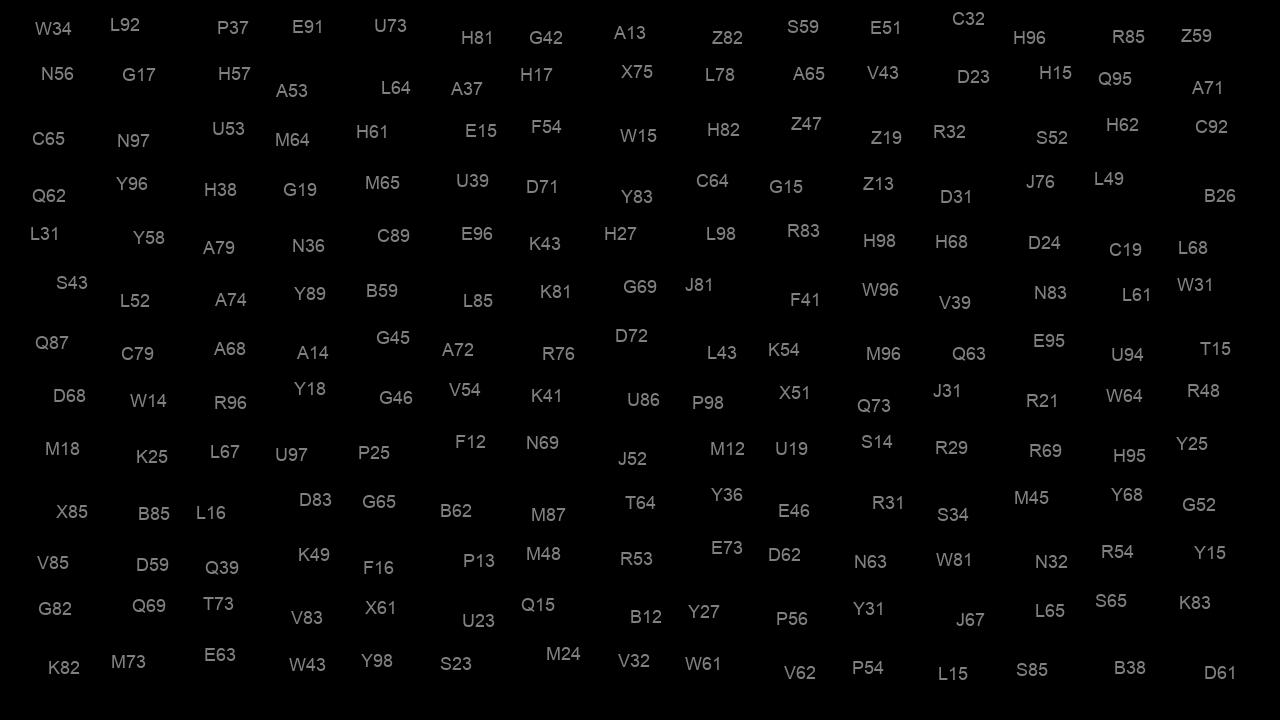 W34 L92 P37 E91 U73 H81 G42 A13 Z82 S59 E51 C32 H96 R85 Z59
N56 G17 H57 A53 L64 A37 H17 X75 L78 A65 V43 D23 H15 Q95 A71
C65 N97 U53 M64 H61 E15 F54 W15 H82 Z47 Z19 R32 S52 H62 C92
Q62 Y96 H38 G19 M65 U39 D71 Y83 C64 G15 Z13 D31 J76 L49 B26
L31 Y58 A79 N36 C89 E96 K43 H27 L98 R83 H98 H68 D24 C19 L68
S43 L52 A74 Y89 B59 L85 K81 G69 J81 F41 W96 V39 N83 L61 W31
Q87 C79 A68 A14 G45 A72 R76 D72 L43 K54 M96 Q63 E95 U94 T15
D68 W14 R96 Y18 G46 V54 K41 U86 P98 X51 Q73 J31 R21 W64 R48
M18 K25 L67 U97 P25 F12 N69 J52 M12 U19 S14 R29 R69 H95 Y25
X85 B85 L16 D83 G65 B62 M87 T64 Y36 E46 R31 S34 M45 Y68 G52
V85 D59 Q39 K49 F16 P13 M48 R53 E73 D62 N63 W81 N32 R54 Y15
G82 Q69 T73 V83 X61 U23 Q15 B12 Y27 P56 Y31 J67 L65 S65 K83
K82 M73 E63 W43 Y98 S23 M24 V32 W61 V62 P54 L15 S85 B38 D61